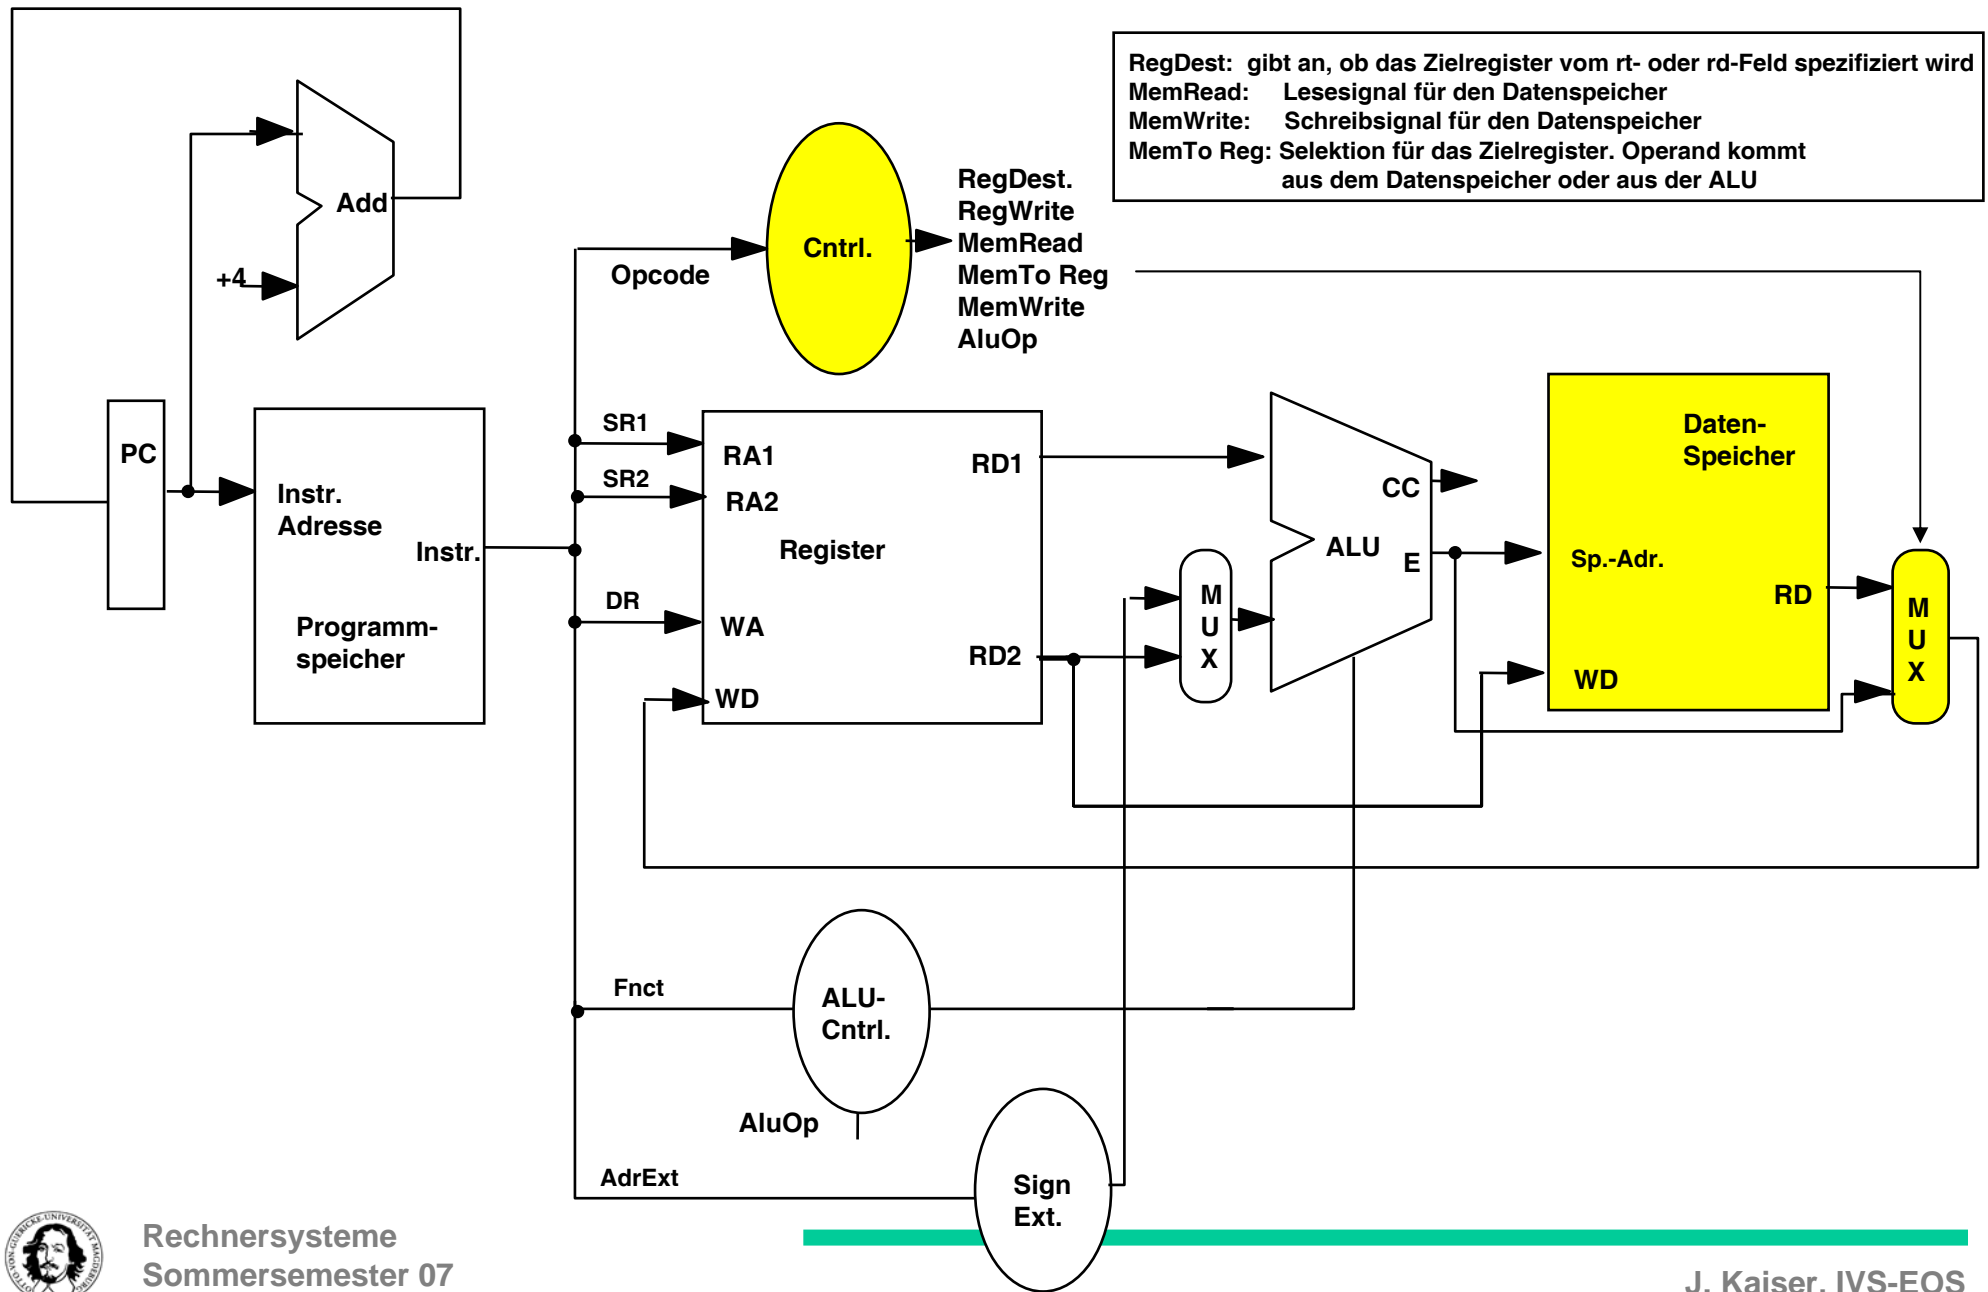 RegDest: gibt an, ob das Zielregister vom rt- oder rd-Feld spezifiziert wird
MemRead: Lesesignal für den Datenspeicher
MemWrite: Schreibsignal für den Datenspeicher
MemTo Reg: Selektion für das Zielregister. Operand kommt
aus dem Datenspeicher oder aus der ALU
Add
+4
Opcode
Cntrl.
RegDest.
RegWrite
MemRead
MemTo Reg
MemWrite
AluOp
PC
Instr.
Adresse
Instr.
Programm-
speicher
SR1
SR2
DR
RA1
RA2
Register
WA
WD
RD1
RD2
M
U
X
ALU
CC
E
Daten-
Speicher
Sp.-Adr.
RD
WD
M
U
X
Fnct
ALU-
Cntrl.
AluOp
AdrExt
Sign
Ext.
Rechnersysteme
Sommersemester 07
J. Kaiser, IVS-EOS